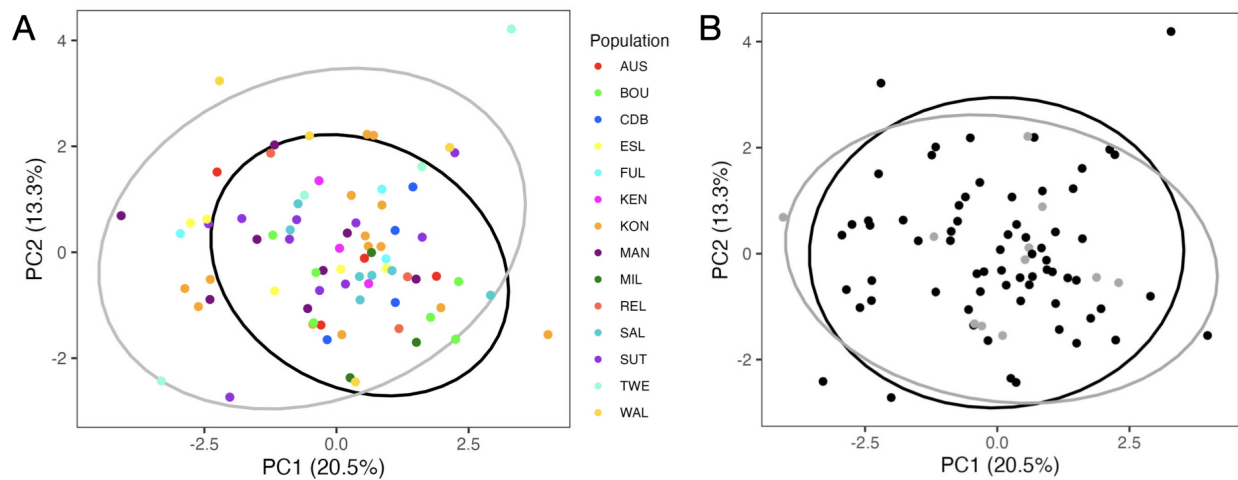 A
4
2
0
-2
-2.5
0.0
2.5
PC1 (20.5%)
PC2 (13.3%)
Population
AUS
BOU
CDB
ESL
FUL
KEN
KON
MAN
MIL
REL
SAL
SUT
TWE
WAL
B
4
2
0
-2
-2.5
0.0
2.5
PC1 (20.5%)
PC2 (13.3%)